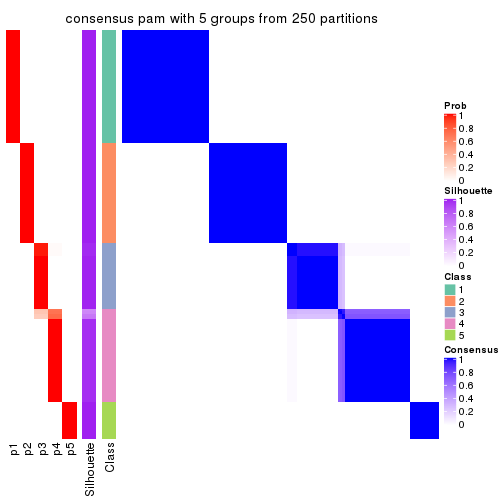 consensus pam with 5 groups from 250 partitions
Prob
1
0.8
0.6
0.4
0.2
0
Silhouette
1
0.8
0.6
0.4
0.2
0
Class
1
2
3
4
5
Consensus
1
0.8
0.6
0.4
0.2
0
p1
p2
p3
p4
p5
Silhouette
Class